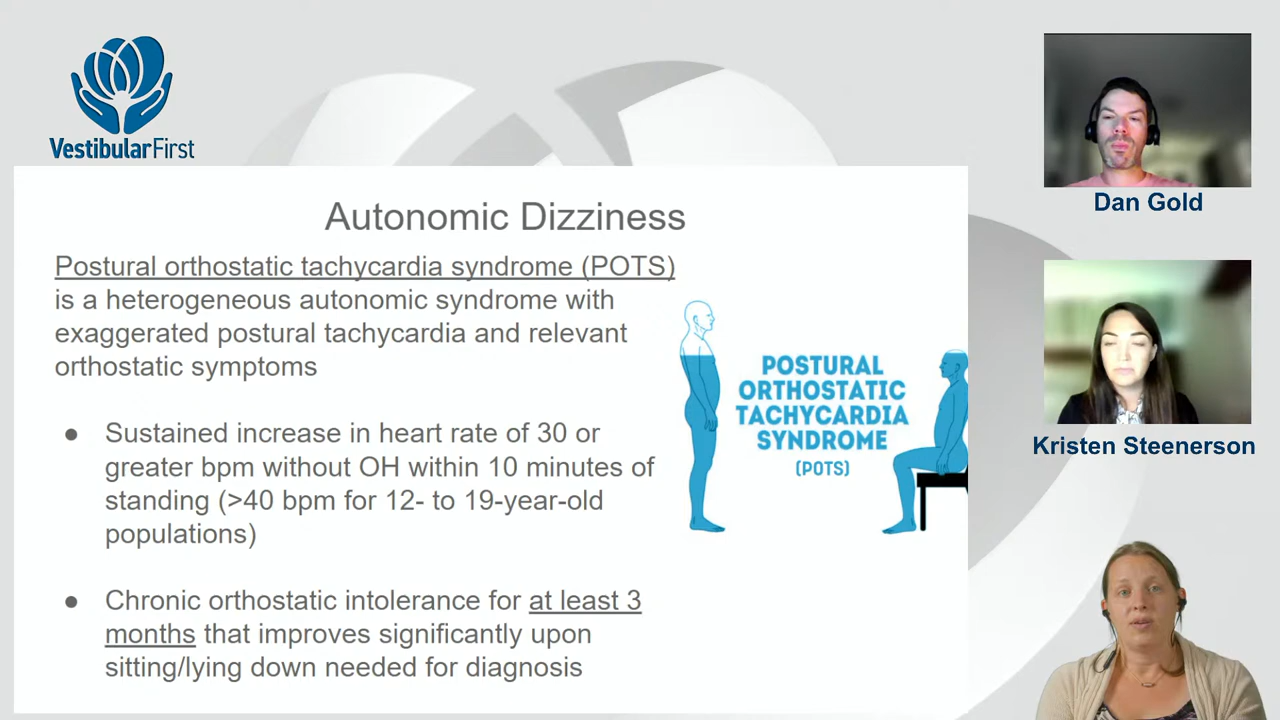 VestibularFirst
Autonomic Dizziness
Postural orthostatic tachycardia syndrome (POTS)
is a heterogeneous autonomic syndrome with
exaggerated postural tachycardia and relevant
orthostatic symptoms
● Sustained increase in heart rate of 30 or
greater bpm without OH within 10 minutes of
standing (>40 bpm for 12- to 19-year-old
populations)
● Chronic orthostatic intolerance for at least 3
months that improves significantly upon
sitting/lying down needed for diagnosis
POSTURAL
ORTHOSTATIC
TACHYCARDIA
SYNDROME
(POTS)
Dan Gold
Kristen Steenerson